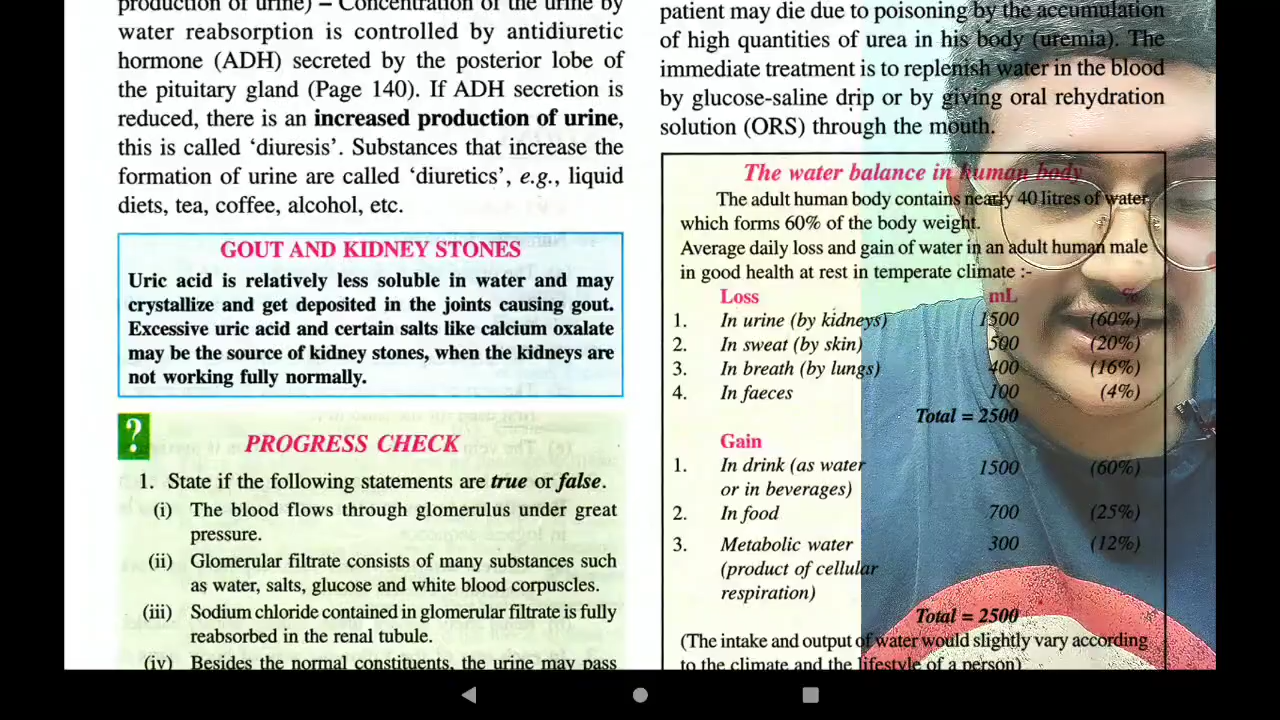 production of urine) – Concentration of the urine by
water reabsorption is controlled by antidiuretic
hormone (ADH) secreted by the posterior lobe of
the pituitary gland (Page 140). If ADH secretion is
reduced, there is an increased production of urine,
this is called ‘diuresis’. Substances that increase the
formation of urine are called ‘diuretics’, e.g., liquid
diets, tea, coffee, alcohol, etc.
GOUT AND KIDNEY STONES
Uric acid is relatively less soluble in water and may
crystallize and get deposited in the joints causing gout.
Excessive uric acid and certain salts like calcium oxalate
may be the source of kidney stones, when the kidneys are
not working fully normally.
?
PROGRESS CHECK
1. State if the following statements are true or false.
(i) The blood flows through glomerulus under great
pressure.
(ii) Glomerular filtrate consists of many substances such
as water, salts, glucose and white blood corpuscles.
(iii) Sodium chloride contained in glomerular filtrate is fully
reabsorbed in the renal tubule.
(iv) Besides the normal constituents, the urine may pass
patient may die due to poisoning by the accumulation
of high quantities of urea in his body (uremia). The
immediate treatment is to replenish water in the blood
by glucose-saline drip or by giving oral rehydration
solution (ORS) through the mouth.
The water balance in human body
The adult human body contains nearly 40 litres of water
which forms 60% of the body weight.
Average daily loss and gain of water in an adult human male
in good health at rest in temperate climate :-
Loss mL %
1. In urine (by kidneys) 1500 (60%)
2. In sweat (by skin) 500 (20%)
3. In breath (by lungs) 400 (16%)
4. In faeces 100 (4%)
Total = 2500
Gain
1. In drink (as water 1500 (60%)
or in beverages)
2. In food 700 (25%)
3. Metabolic water 300 (12%)
(product of cellular
respiration)
Total = 2500
(The intake and output of water would slightly vary according
to the climate and the lifestyle of a person)